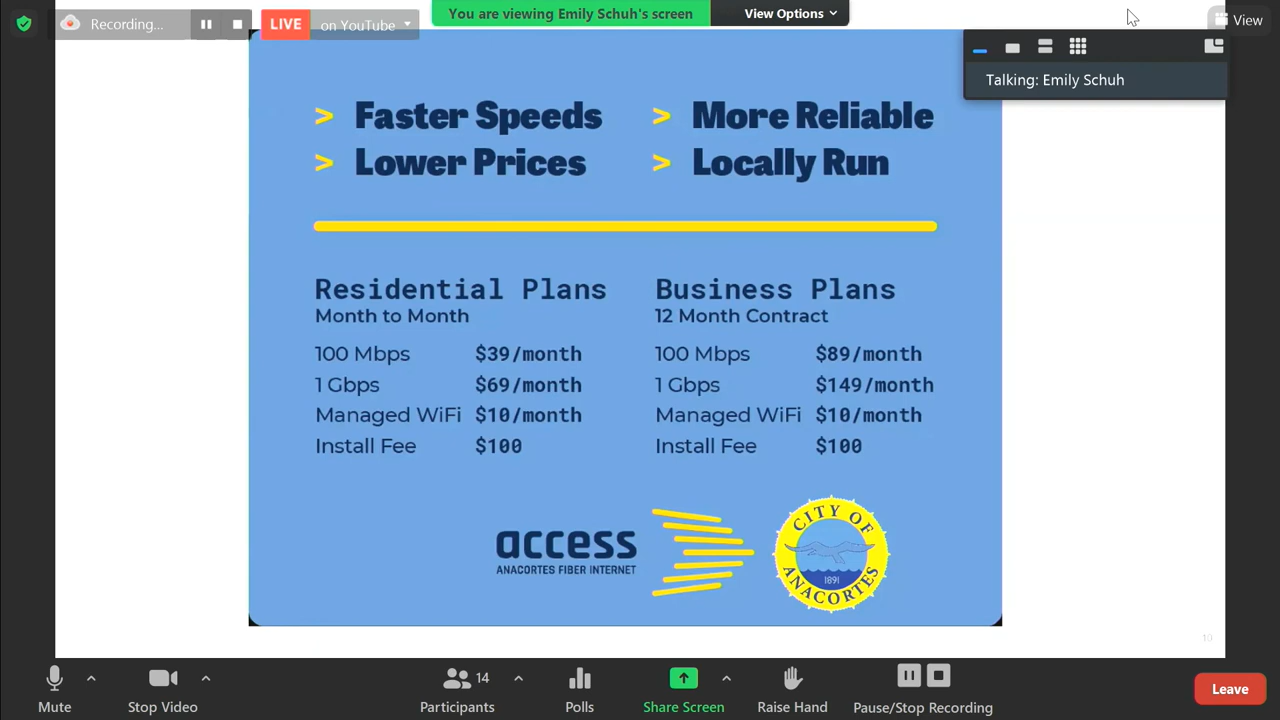 Recording...
LIVE
on YouTube
You are viewing Emily Schuh's screen
View Options
View
Talking: Emily Schuh
> Faster Speeds
> More Reliable
> Lower Prices
> Locally Run
Residential Plans
Month to Month
100 Mbps $39/month
1 Gbps $69/month
Managed WiFi $10/month
Install Fee $100
Business Plans
12 Month Contract
100 Mbps $89/month
1 Gbps $149/month
Managed WiFi $10/month
Install Fee $100
access
ANACORTES FIBER INTERNET
CITY OF
ANACORTES
1891
10
Mute
Stop Video
14
Participants
Polls
Share Screen
Raise Hand
Pause/Stop Recording
Leave